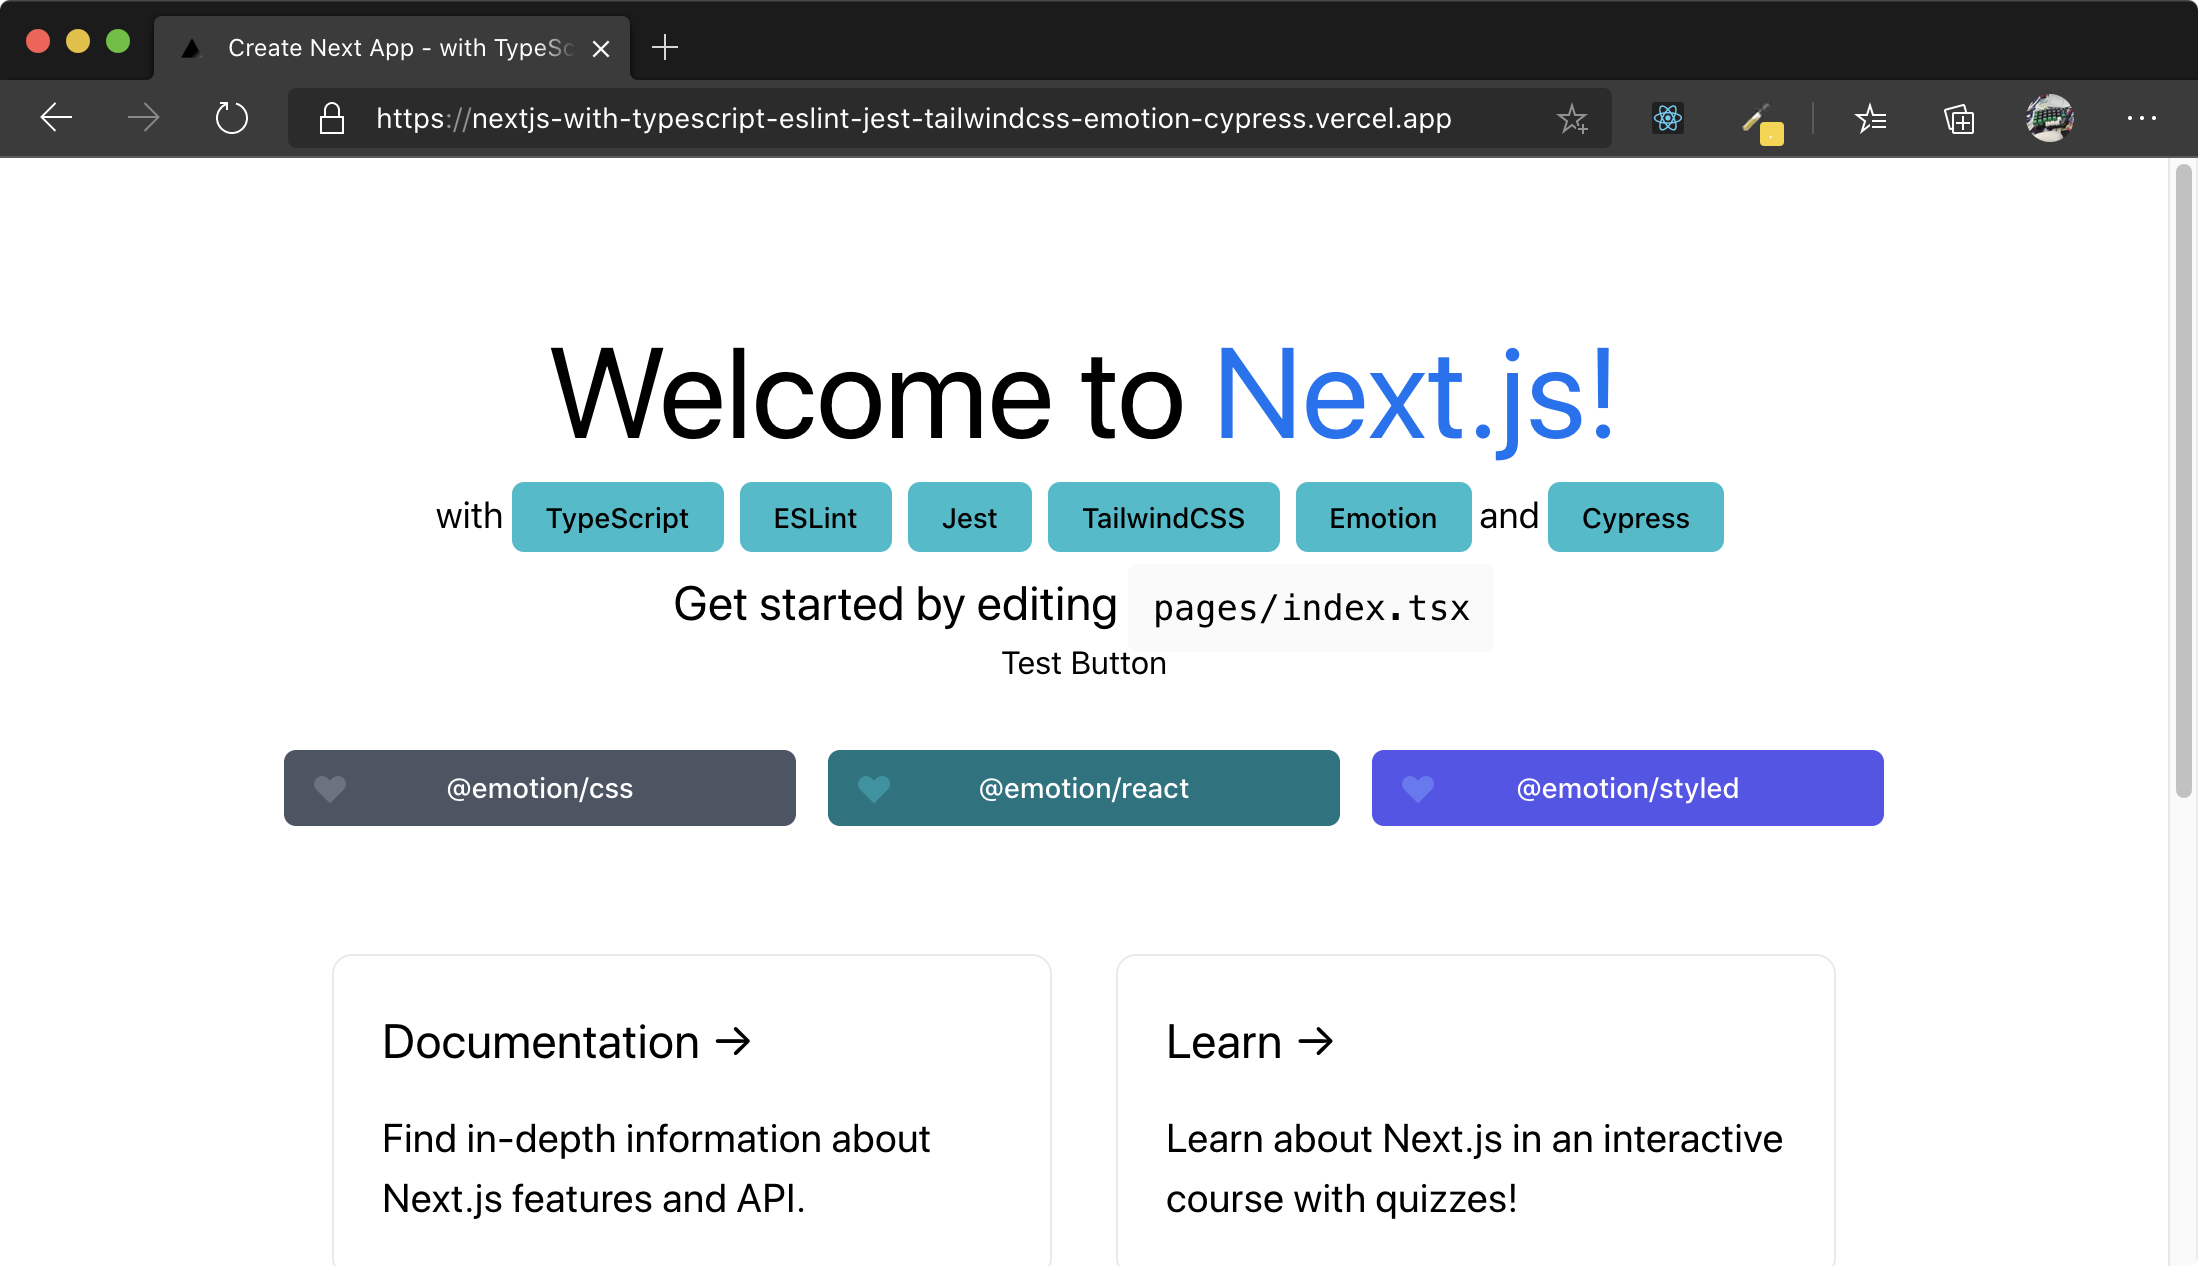 Create Next App - with TypeSc
https://nextjs-with-typescript-eslint-jest-tailwindcss-emotion-cypress.vercel.app
Welcome to Next.js!
with TypeScript ESLint Jest TailwindCSS Emotion and Cypress
Get started by editing pages/index.tsx
Test Button
@emotion/css @emotion/react @emotion/styled
Documentation →
Find in-depth information about
Next.js features and API.
Learn →
Learn about Next.js in an interactive
course with quizzes!